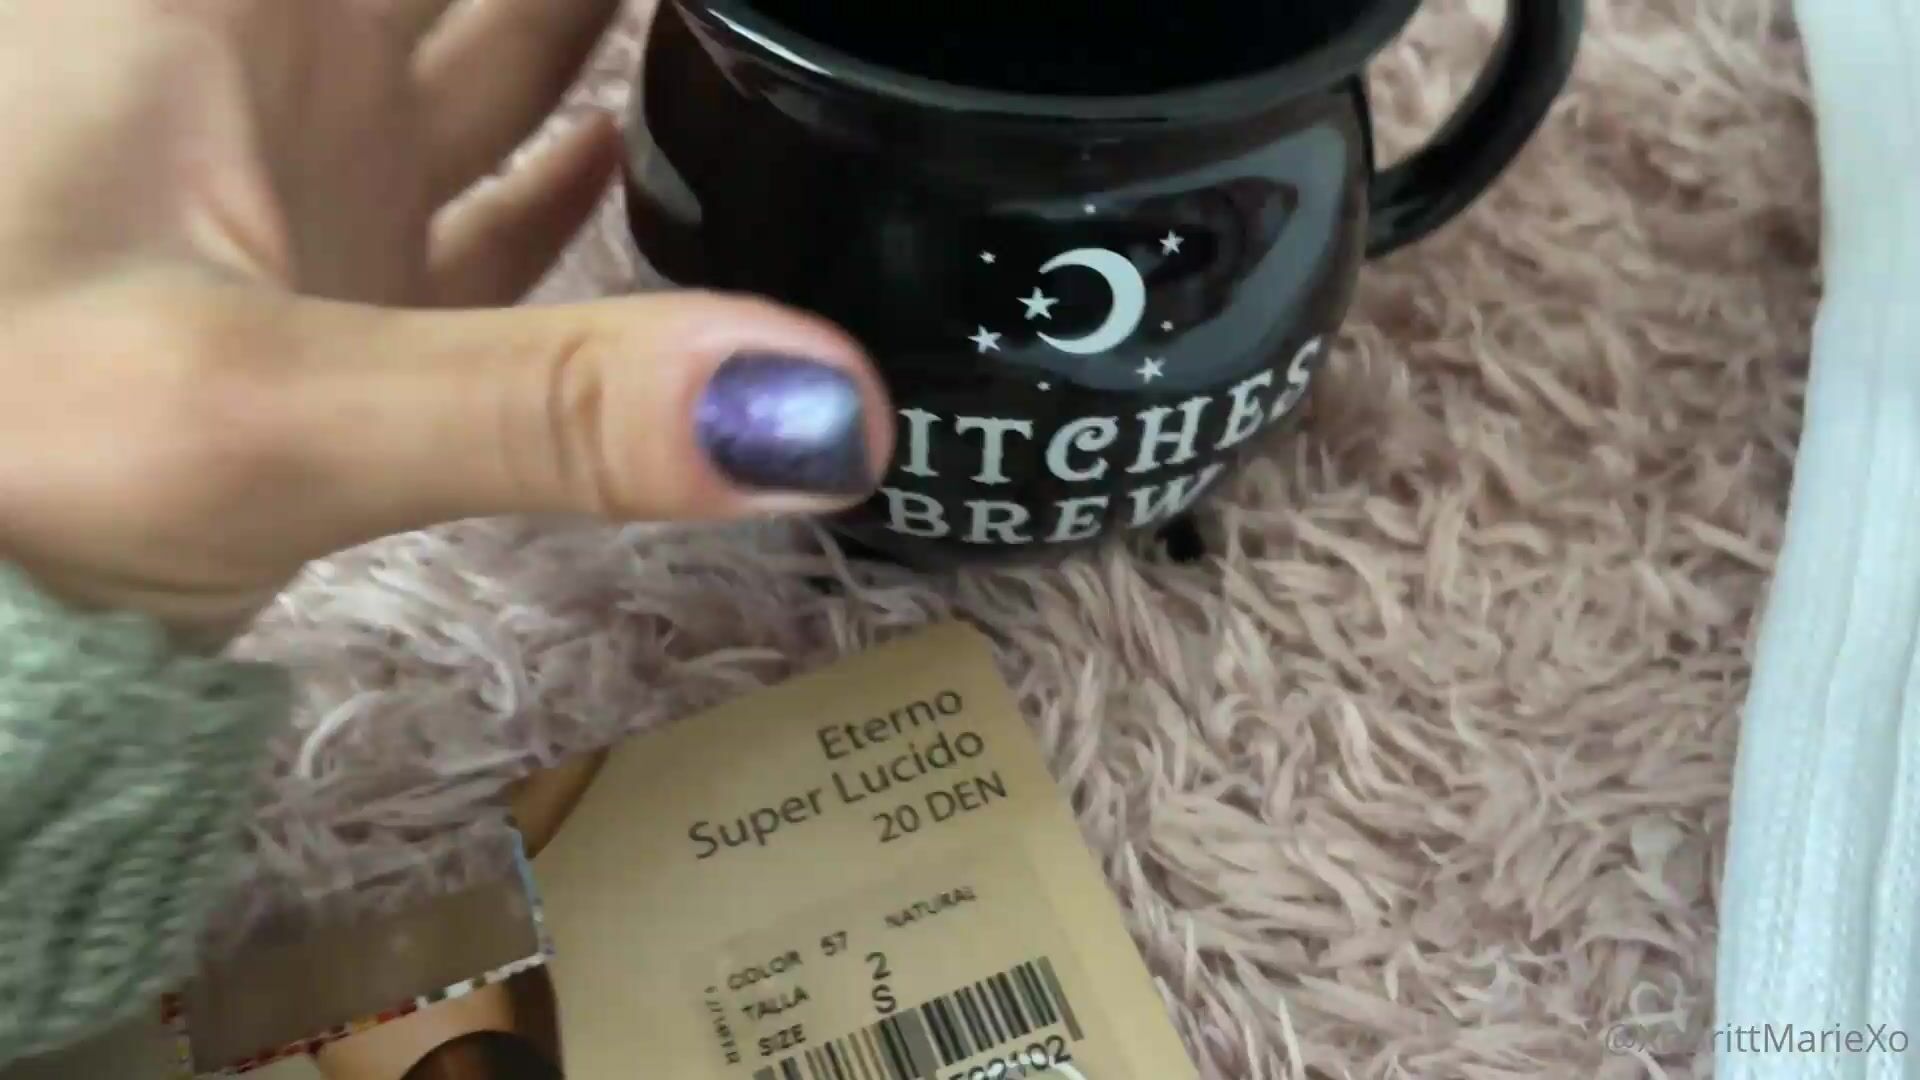 ITCHES
BREW
Eterno
Super Lucido
20 DEN
COLOR 57 NATURAL
TALLA 2
SIZE S